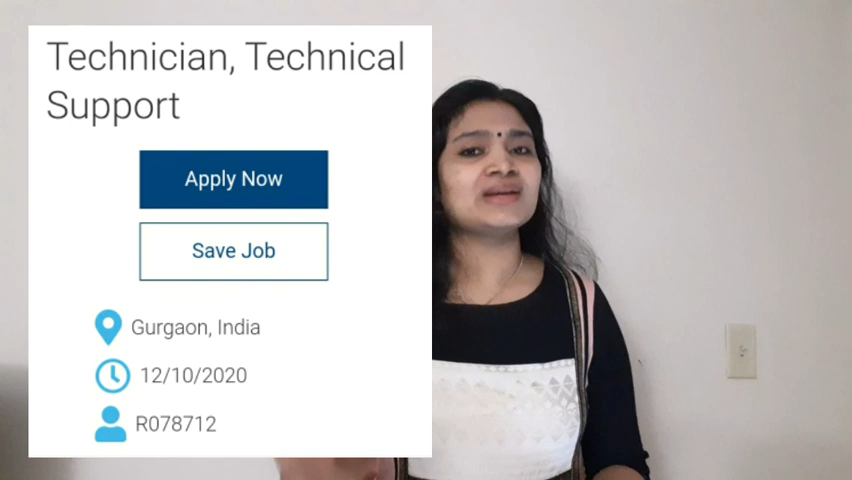 Technician, Technical
Support
Apply Now
Save Job
Gurgaon, India
12/10/2020
R078712